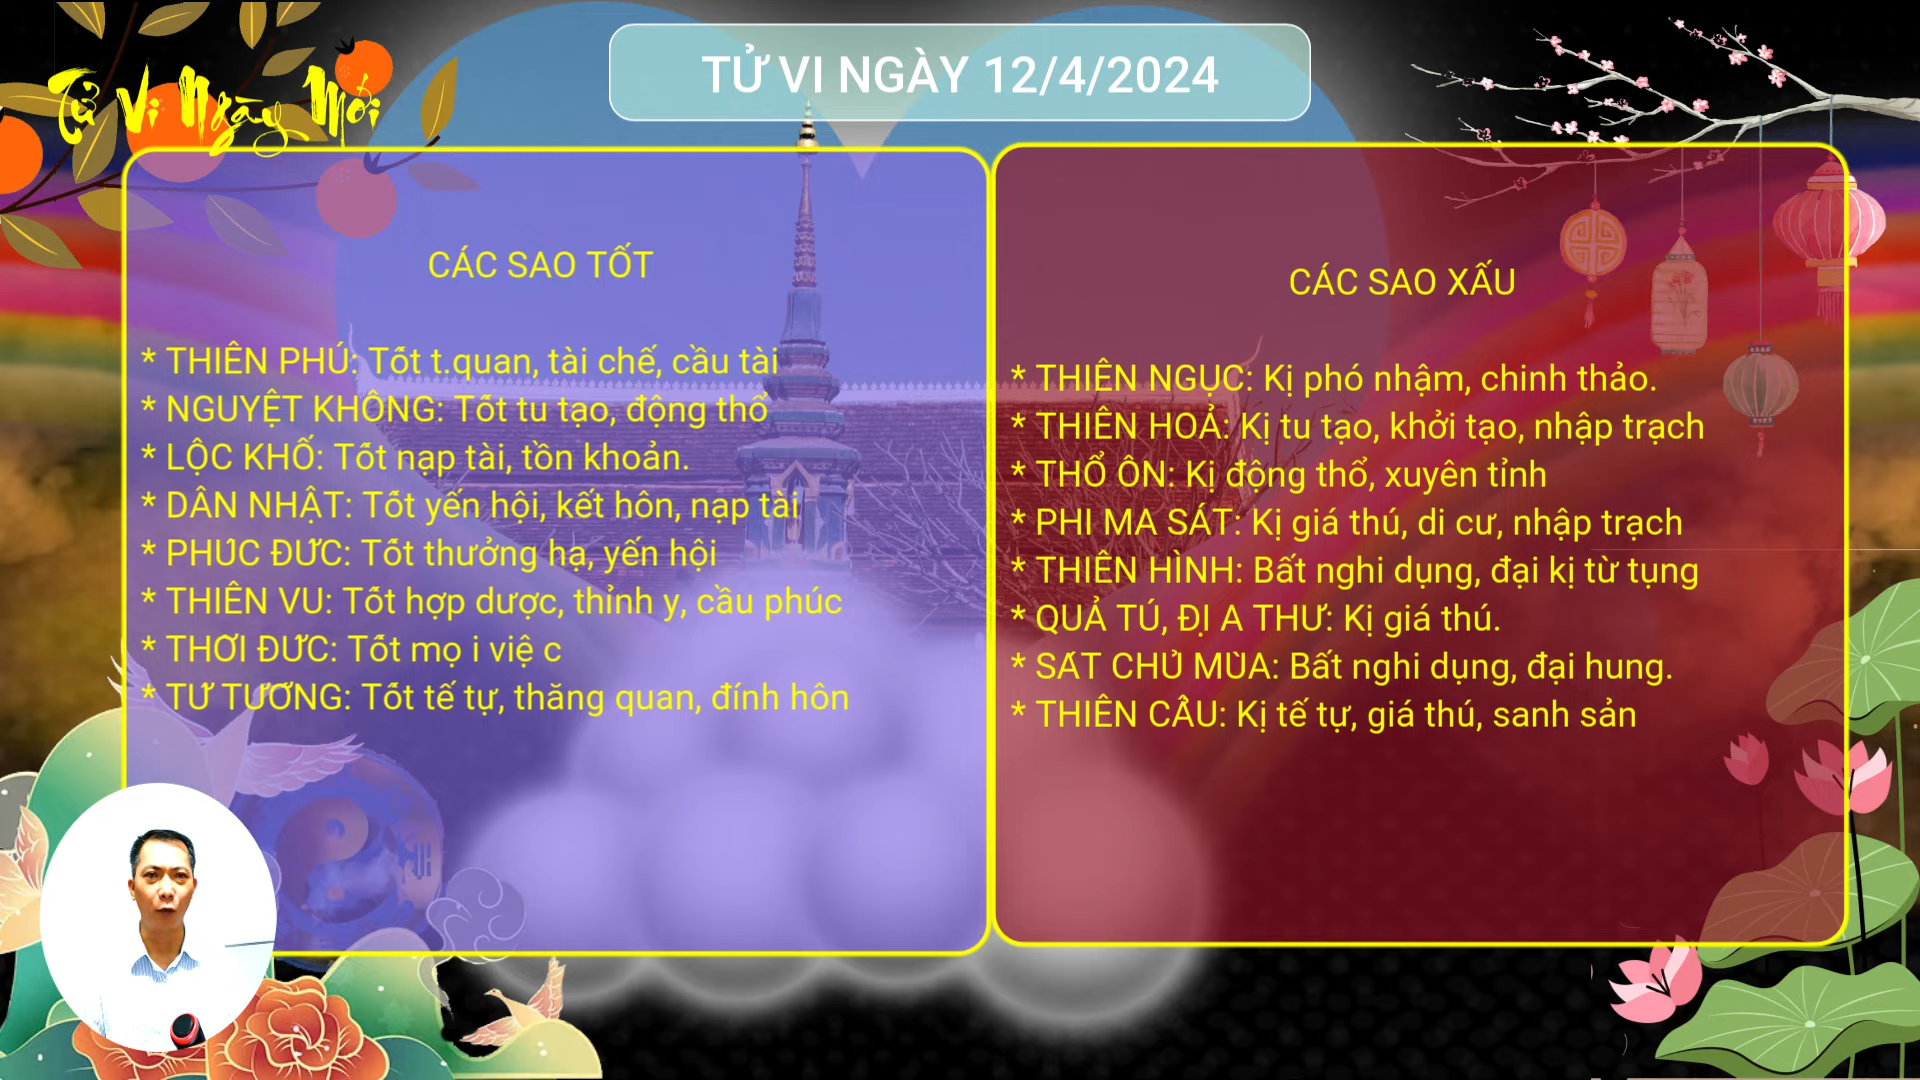 Tử Vi Ngày Mới
TỬ VI NGÀY 12/4/2024
CÁC SAO TỐT
* THIÊN PHÚ: Tốt t.quan, tài chế, cầu tài
* NGUYỆT KHÔNG: Tốt tu tạo, động thổ
* LỘC KHỐ: Tốt nạp tài, tồn khoản.
* DÂN NHẬT: Tốt yến hội, kết hôn, nạp tài
* PHÚC ĐỨC: Tốt thưởng hạ, yến hội
* THIÊN VU: Tốt hợp dược, thỉnh y, cầu phúc
* THỜI ĐỨC: Tốt mọ i việ c
* TỨ TƯƠNG: Tốt tế tự, thăng quan, đính hôn
CÁC SAO XẤU
* THIÊN NGỤC: Kị phó nhậm, chinh thảo.
* THIÊN HOẢ: Kị tu tạo, khởi tạo, nhập trạch
* THỔ ÔN: Kị động thổ, xuyên tỉnh
* PHI MA SÁT: Kị giá thú, di cư, nhập trạch
* THIÊN HÌNH: Bất nghi dụng, đại kị từ tụng
* QUẢ TÚ, ĐỊ A THƯ: Kị giá thú.
* SÁT CHỦ MÙA: Bất nghi dụng, đại hung.
* THIÊN CẨU: Kị tế tự, giá thú, sanh sản